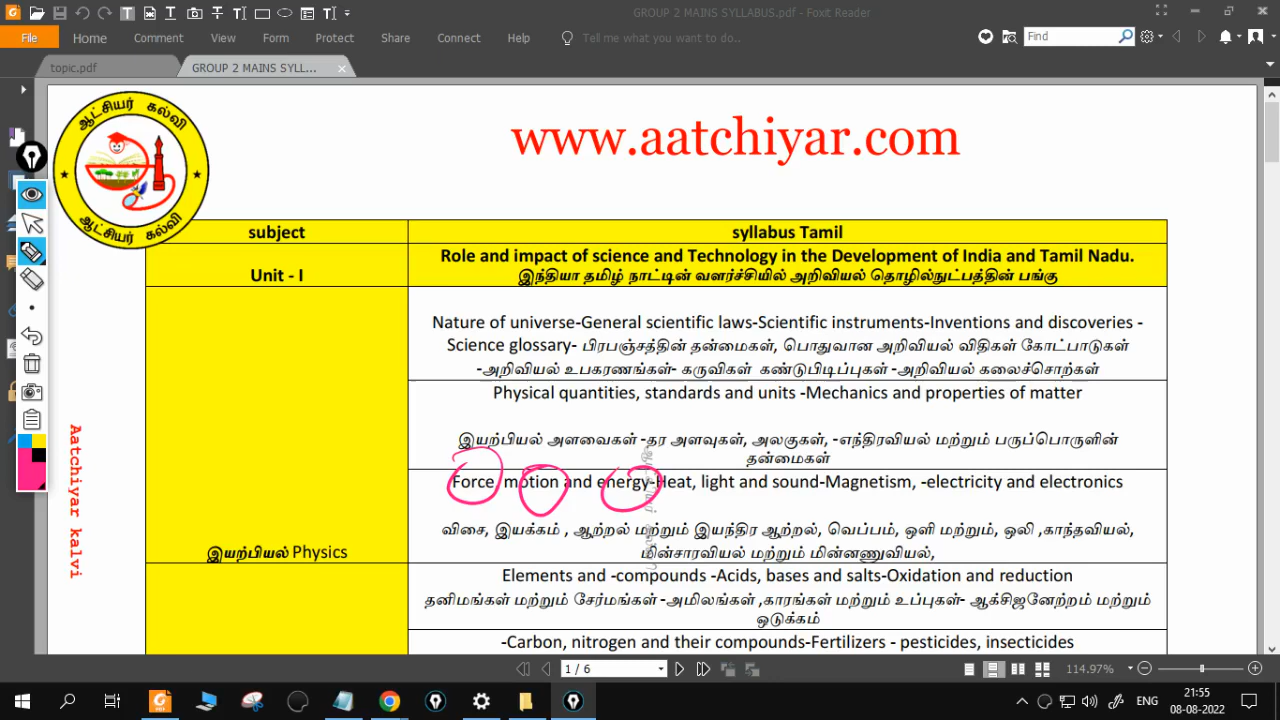 GROUP 2 MAINS SYLLABUS.pdf - Foxit Reader
File Home Comment View Form Protect Share Connect Help Tell me what you want to do.. Find
topic.pdf GROUP 2 MAINS SYLL...
ஆட்சியர் கல்வி
www.aatchiyar.com
ஆட்சியர் கல்வி
subject syllabus Tamil
Unit - I
Role and impact of science and Technology in the Development of India and Tamil Nadu.
இந்தியா தமிழ் நாட்டின் வளர்ச்சியில் அறிவியல் தொழில்நுட்பத்தின் பங்கு
Nature of universe-General scientific laws-Scientific instruments-Inventions and discoveries -
Science glossary- பிரபஞ்சத்தின் தன்மைகள், பொதுவான அறிவியல் விதிகள் கோட்பாடுகள்
-அறிவியல் உபகரணங்கள்- கருவிகள் கண்டுபிடிப்புகள் -அறிவியல் கலைச்சொற்கள்
Physical quantities, standards and units -Mechanics and properties of matter
இயற்பியல் அளவைகள் -தர அளவுகள், அலகுகள், -எந்திரவியல் மற்றும் பருப்பொருளின்
தன்மைகள்
Force, motion and energy-Heat, light and sound-Magnetism, -electricity and electronics
விசை, இயக்கம் , ஆற்றல் மற்றும் இயந்திர ஆற்றல், வெப்பம், ஒளி மற்றும், ஒலி ,காந்தவியல்,
மின்சாரவியல் மற்றும் மின்னணுவியல்,
இயற்பியல் Physics
Aatchiyar kalvi
Elements and -compounds -Acids, bases and salts-Oxidation and reduction
தனிமங்கள் மற்றும் சேர்மங்கள் -அமிலங்கள் ,காரங்கள் மற்றும் உப்புகள்- ஆக்சிஜனேற்றம் மற்றும்
ஒடுக்கம்
-Carbon, nitrogen and their compounds-Fertilizers - pesticides, insecticides
1 / 6 114.97%
ENG 21:55
08-08-2022